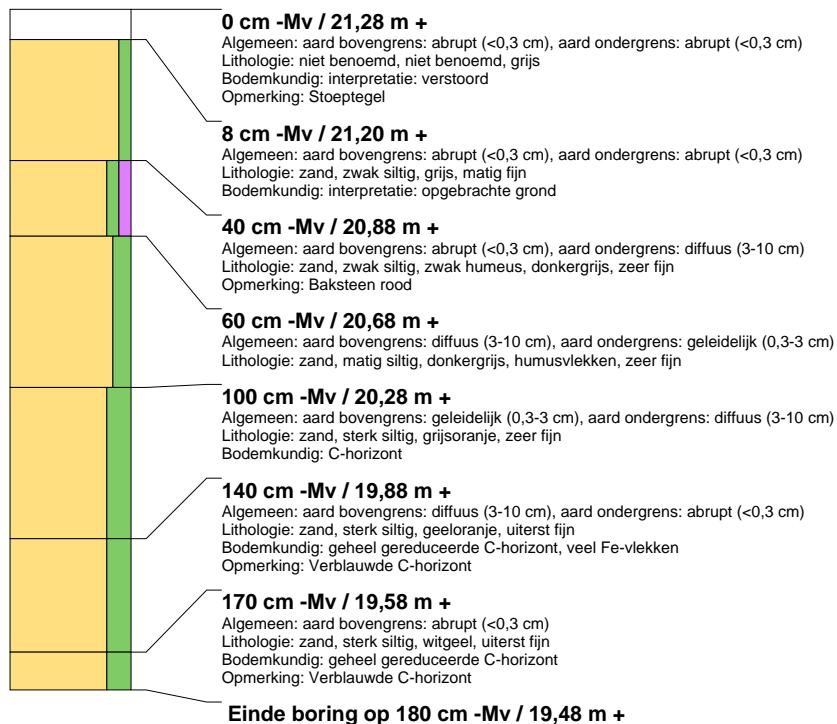 0 cm -Mv / 21,28 m +
Algemeen: aard bovengrens: abrupt (<0,3 cm), aard ondergrens: abrupt (<0,3 cm)
Lithologie: niet benoemd, niet benoemd, grijs
Bodemkundig: interpretatie: verstoord
Opmerking: Stoeptegel
8 cm -Mv / 21,20 m +
Algemeen: aard bovengrens: abrupt (<0,3 cm), aard ondergrens: abrupt (<0,3 cm)
Lithologie: zand, zwak siltig, grijs, matig fijn
Bodemkundig: interpretatie: opgebrachte grond
40 cm -Mv / 20,88 m +
Algemeen: aard bovengrens: abrupt (<0,3 cm), aard ondergrens: diffuus (3-10 cm)
Lithologie: zand, zwak siltig, zwak humeus, donkergrijs, zeer fijn
Opmerking: Baksteen rood
60 cm -Mv / 20,68 m +
Algemeen: aard bovengrens: diffuus (3-10 cm), aard ondergrens: geleidelijk (0,3-3 cm)
Lithologie: zand, matig siltig, donkergrijs, humusvlekken, zeer fijn
100 cm -Mv / 20,28 m +
Algemeen: aard bovengrens: geleidelijk (0,3-3 cm), aard ondergrens: diffuus (3-10 cm)
Lithologie: zand, sterk siltig, grijsoranje, zeer fijn
Bodemkundig: C-horizont
140 cm -Mv / 19,88 m +
Algemeen: aard bovengrens: diffuus (3-10 cm), aard ondergrens: abrupt (<0,3 cm)
Lithologie: zand, sterk siltig, geeloranje, uiterst fijn
Bodemkundig: geheel gereduceerde C-horizont, veel Fe-vlekken
Opmerking: Verblauwde C-horizont
170 cm -Mv / 19,58 m +
Algemeen: aard bovengrens: abrupt (<0,3 cm)
Lithologie: zand, sterk siltig, witgeel, uiterst fijn
Bodemkundig: geheel gereduceerde C-horizont
Opmerking: Verblauwde C-horizont
Einde boring op 180 cm -Mv / 19,48 m +